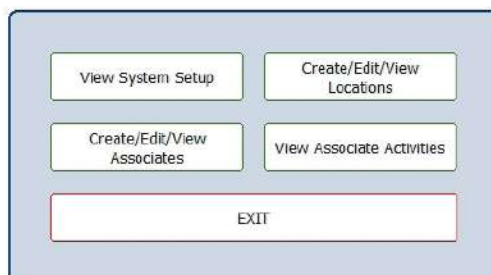 View System Setup
Create/Edit/View
Locations
Create/Edit/View
Associates
View Associate Activities
EXIT